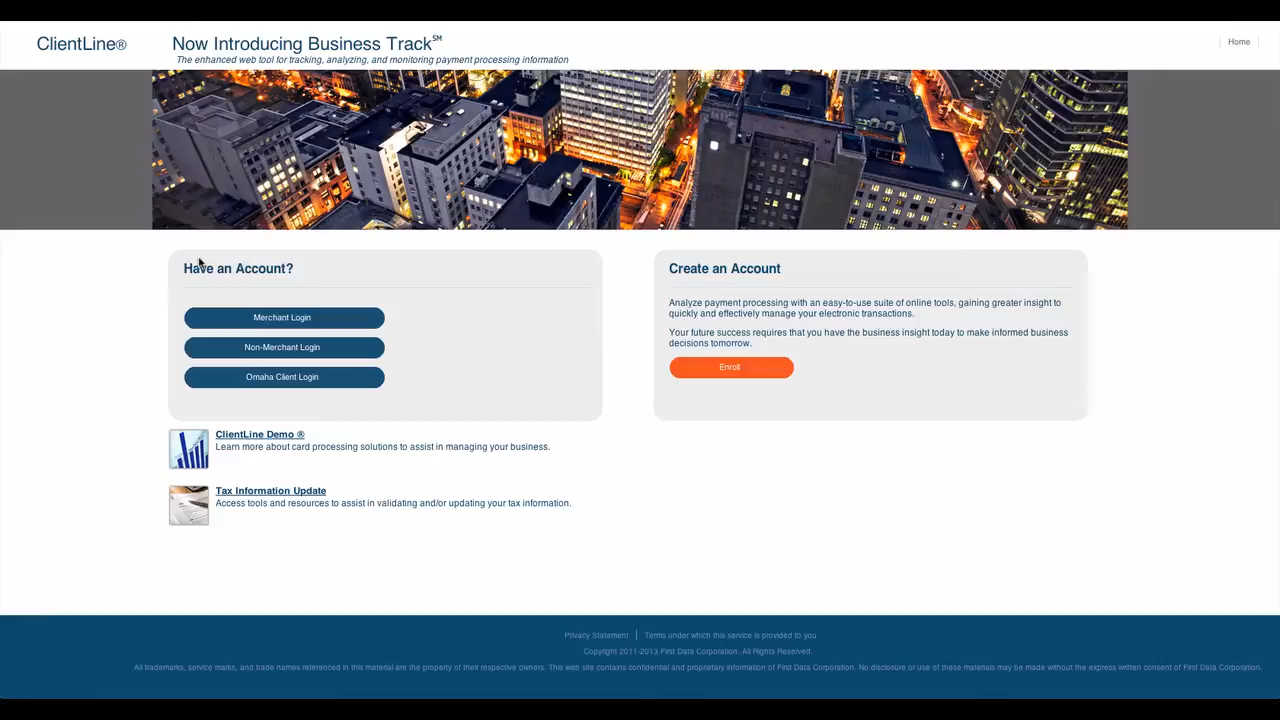 ClientLine®
Now Introducing Business Track℠
Home
The enhanced web tool for tracking, analyzing, and monitoring payment processing information
Have an Account?
Merchant Login
Non-Merchant Login
Omaha Client Login
Create an Account
Analyze payment processing with an easy-to-use suite of online tools, gaining greater insight to
quickly and effectively manage your electronic transactions.
Your future success requires that you have the business insight today to make informed business
decisions tomorrow.
Enroll
ClientLine Demo ®
Learn more about card processing solutions to assist in managing your business.
Tax Information Update
Access tools and resources to assist in validating and/or updating your tax information.
Privacy Statement | Terms under which this service is provided to you
Copyright 2011-2013 First Data Corporation. All Rights Reserved.
All trademarks, service marks, and trade names referenced in this material are the property of their respective owners. This web site contains confidential and proprietary information of First Data Corporation. No disclosure or use of these materials may be made without the express written consent of First Data Corporation.